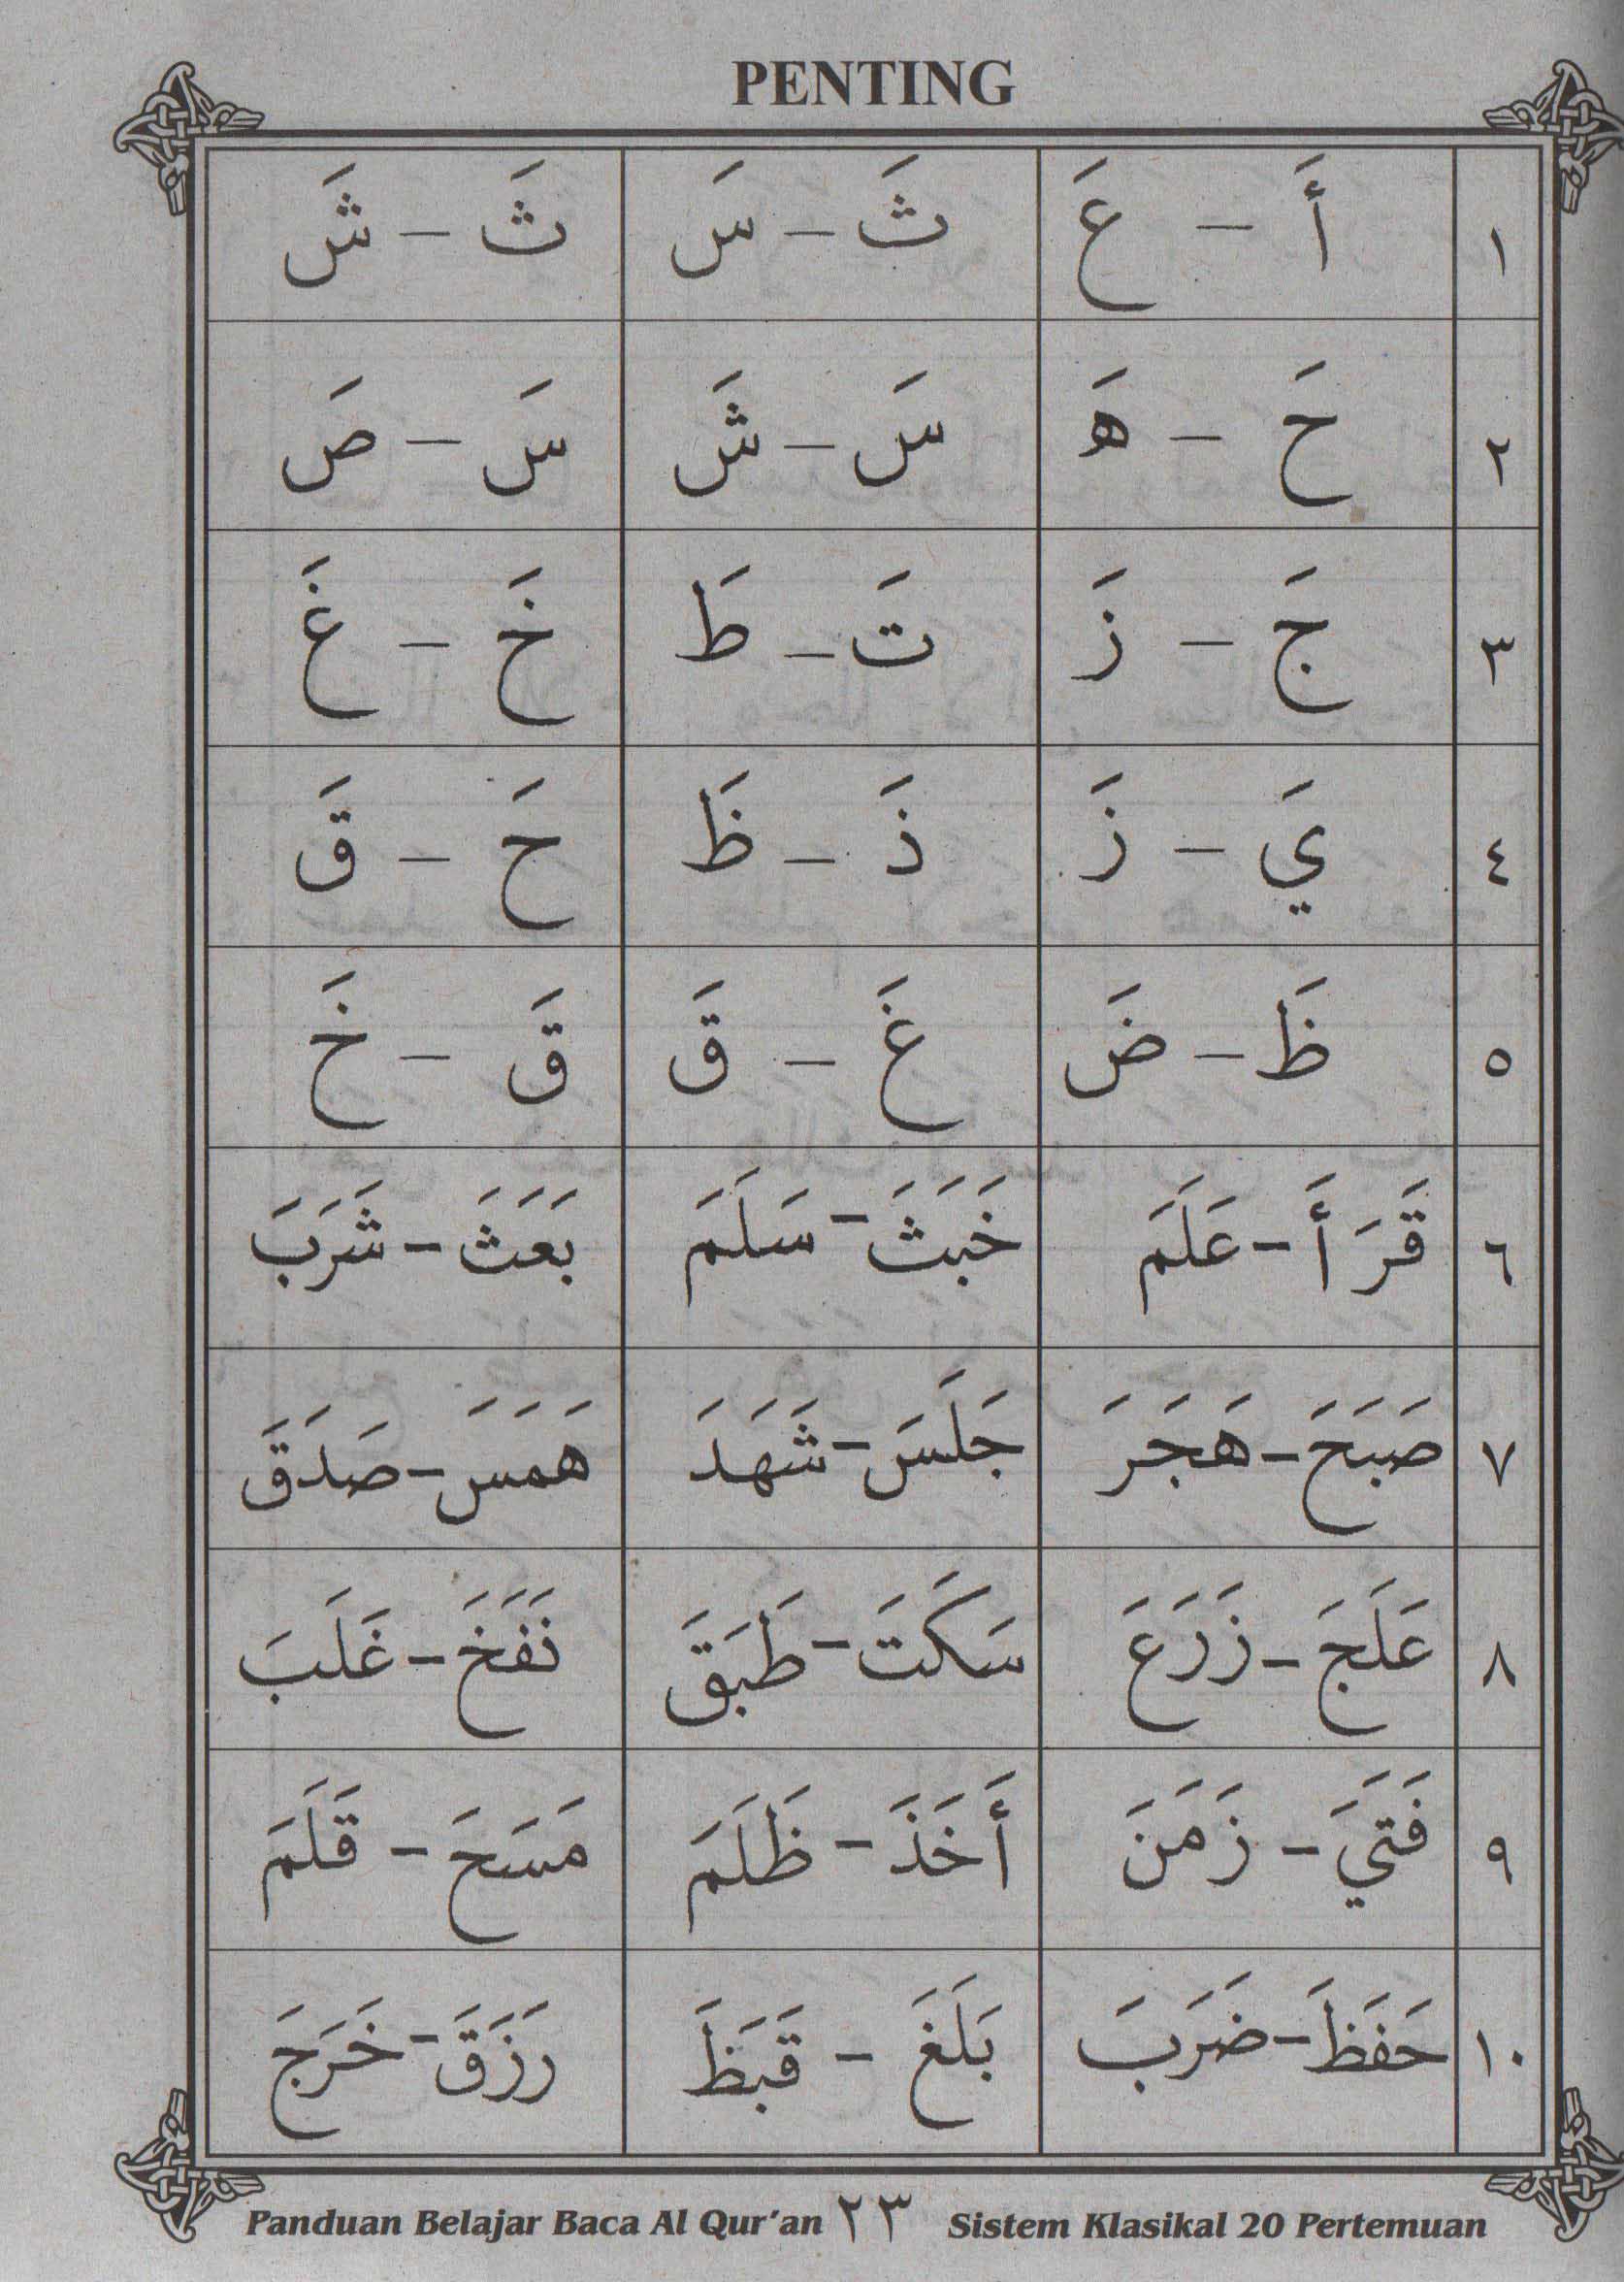 PENTING
١ أَ - عَ ثَ - سَ ثَ - شَ
٢ حَ - هَ سَ - شَ سَ - صَ
٣ جَ - زَ تَ - طَ خَ - غَ
٤ يَ - زَ ذَ - ظَ حَ - قَ
٥ ظَ - ضَ غَ - قَ قَ - خَ
٦ قَرَأَ - عَلَمَ خَبَثَ - سَلَمَ بَعَثَ - شَرَبَ
٧ صَبَحَ - هَجَرَ جَلَسَ - شَهَدَ هَمَسَ - صَدَقَ
٨ عَلَجَ - زَرَعَ سَكَتَ - طَبَقَ نَفَخَ - غَلَبَ
٩ فَتَيَ - زَمَنَ أَخَذَ - ظَلَمَ مَسَحَ - قَلَمَ
١٠ حَفَظَ - ضَرَبَ بَلَغَ - قَبَظَ رَزَقَ - خَرَجَ
Panduan Belajar Baca Al Qur'an ٢٣ Sistem Klasikal 20 Pertemuan